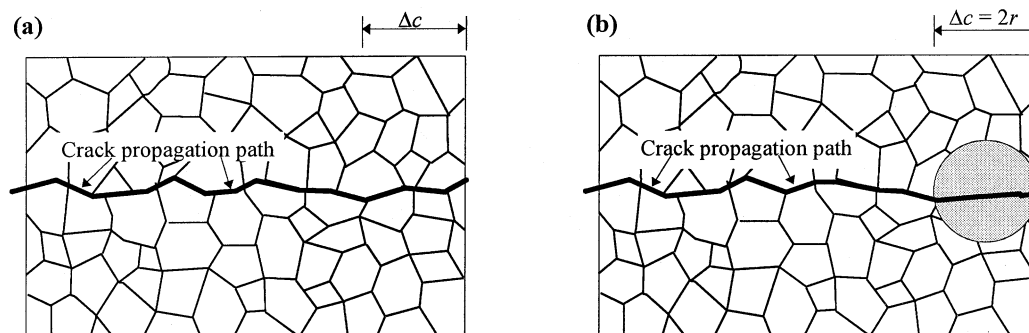 (a)
Δc
Crack propagation path
(b)
Δc = 2r
Crack propagation path